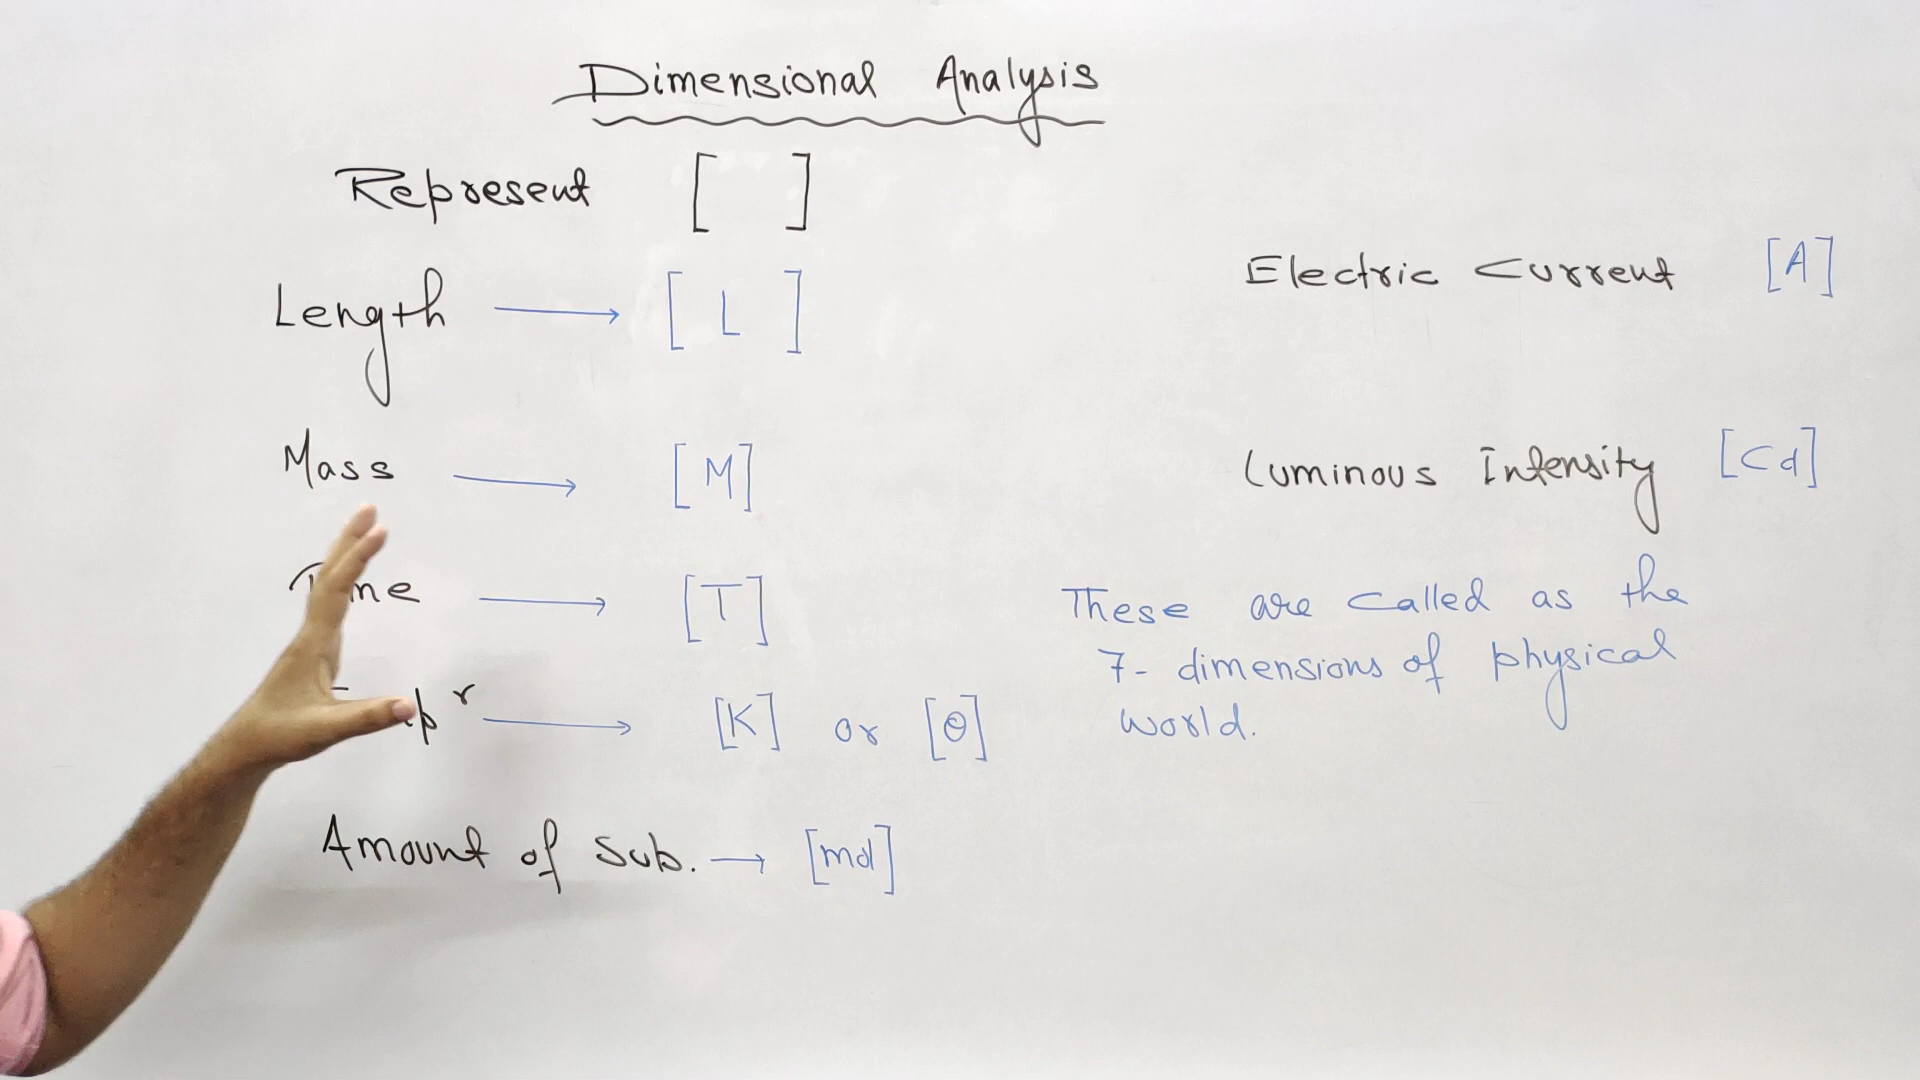 Dimensional Analysis
Represent [ ]
Length → [ L ]
Mass → [M]
→ [T]
→ [K] or [θ]
Amount of Sub. → [mol]
Electric Current [A]
Luminous Intensity [Cd]
These are called as the
7- dimensions of physical
world.